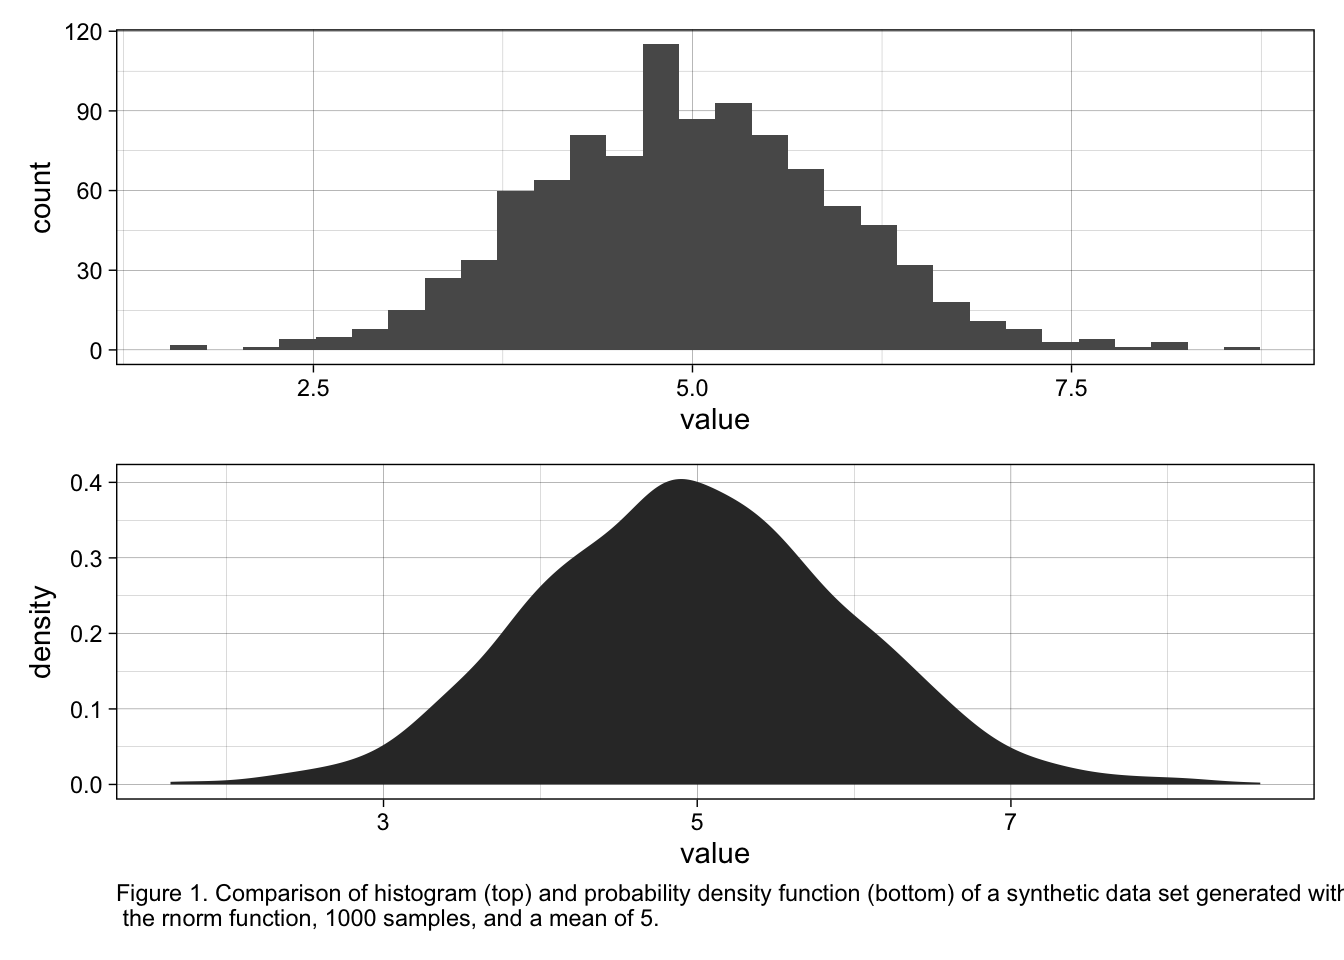 120
90
60
30
0
count
2.5 5.0 7.5
value
0.4
0.3
0.2
0.1
0.0
density
3 5 7
value
Figure 1. Comparison of histogram (top) and probability density function (bottom) of a synthetic data set generated with
the rnorm function, 1000 samples, and a mean of 5.